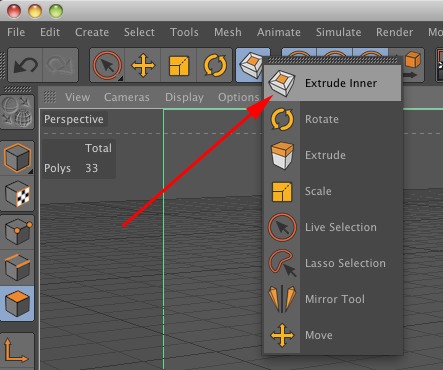 File Edit Create Select Tools Mesh Animate Simulate Render Mo
View Cameras Display Options
Extrude Inner
Perspective
Rotate
Total
Polys 33
Extrude
Scale
Live Selection
Lasso Selection
Mirror Tool
Move